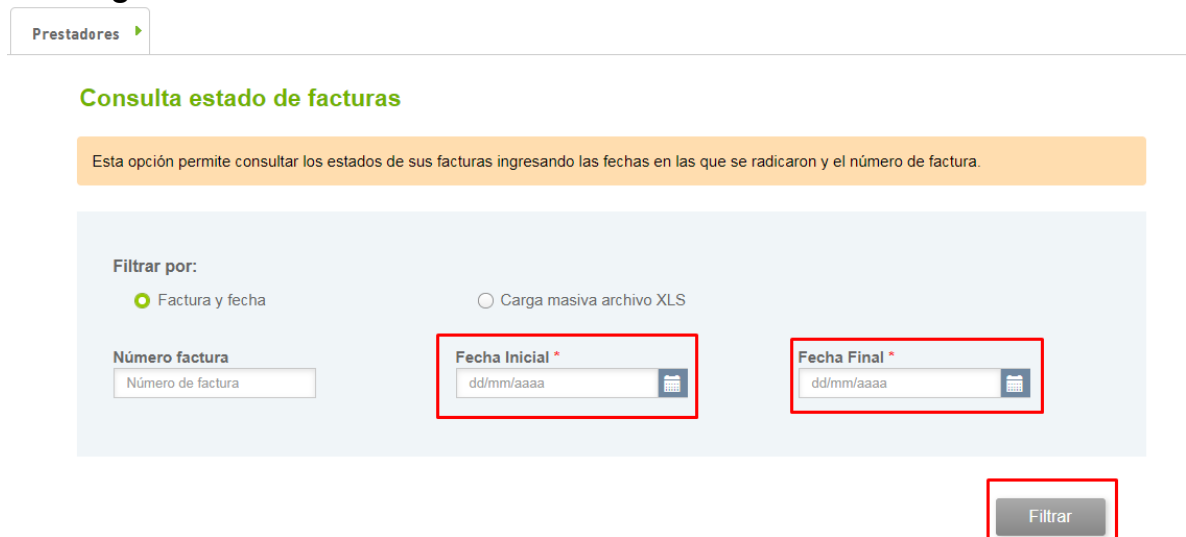 Prestadores
Consulta estado de facturas
Esta opción permite consultar los estados de sus facturas ingresando las fechas en las que se radicaron y el número de factura.
Filtrar por:
Factura y fecha
Carga masiva archivo XLS
Número factura
Fecha Inicial *
Fecha Final *
Número de factura
dd/mm/aaaa
dd/mm/aaaa
Filtrar